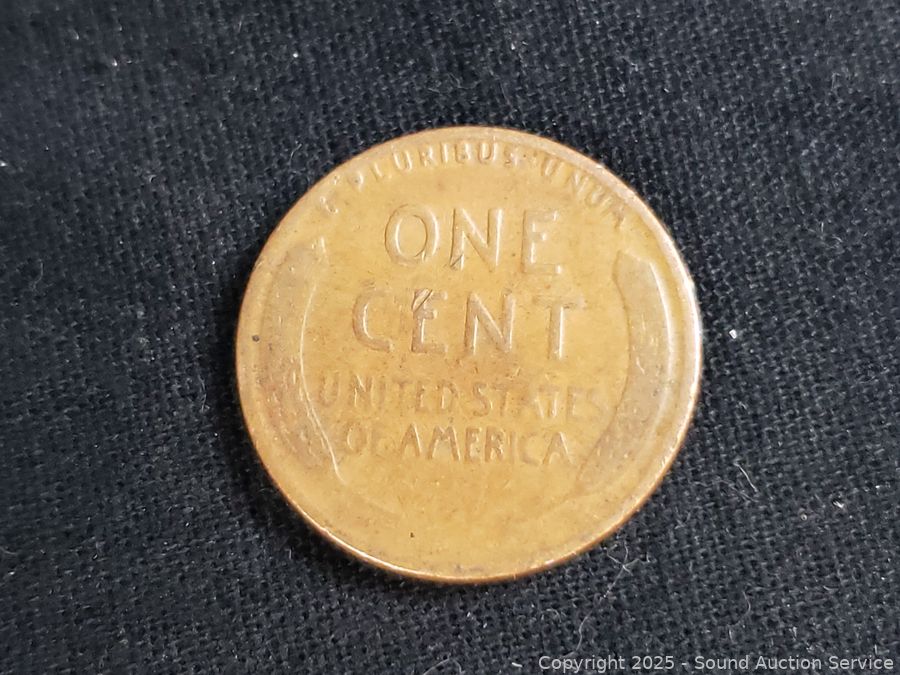 E·PLURIBUS·UNUM
ONE
CENT
UNITED STATES
OF AMERICA
Copyright 2025 - Sound Auction Service